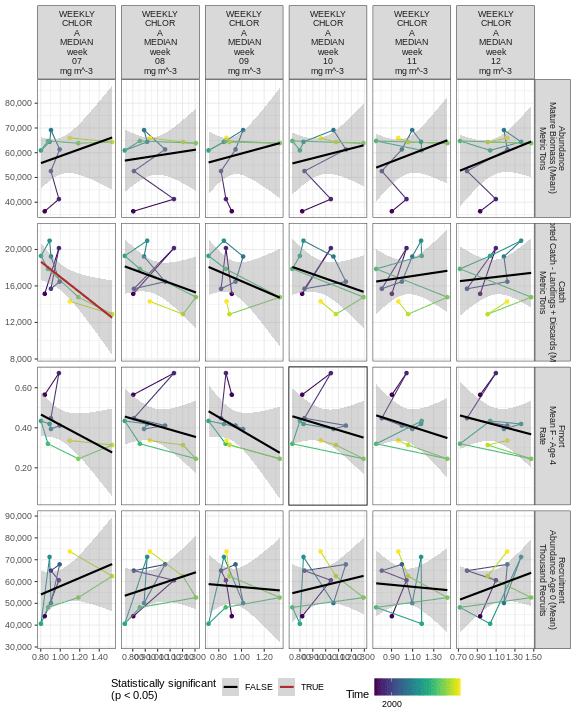 WEEKLY CHLOR A MEDIAN week 07 mg m^-3
WEEKLY CHLOR A MEDIAN week 08 mg m^-3
WEEKLY CHLOR A MEDIAN week 09 mg m^-3
WEEKLY CHLOR A MEDIAN week 10 mg m^-3
WEEKLY CHLOR A MEDIAN week 11 mg m^-3
WEEKLY CHLOR A MEDIAN week 12 mg m^-3
80,000
70,000
60,000
50,000
40,000
Abundance
Mature Biomass (Mean)
Metric Tons
20,000
16,000
12,000
8,000
Catch
Catch - Landings + Discards
Metric Tons
0.60
0.40
0.20
Fmort
Mean F - Age 4
Rate
90,000
80,000
70,000
60,000
50,000
40,000
30,000
Recruitment
Abundance Age 0 (Mean)
Thousand Recruits
0.80 1.00 1.20 1.40
0.80 1.00 1.20
0.70 0.90 1.10 1.30 1.50
Statistically significant
(p < 0.05)
FALSE
TRUE
Time
2000